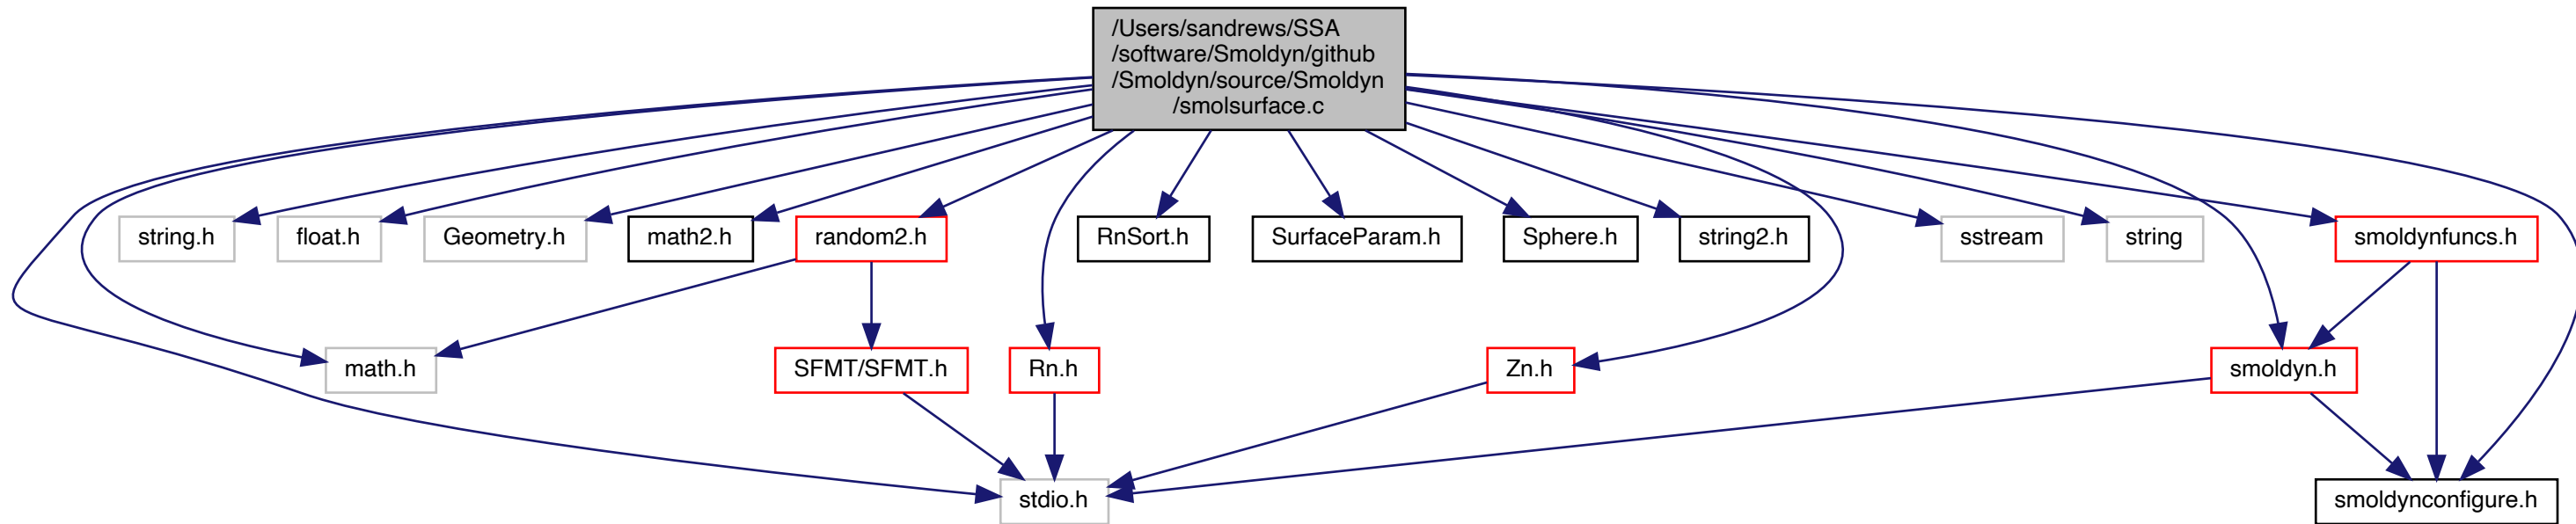 /Users/sandrews/SSA
/software/Smoldyn/github
/Smoldyn/source/Smoldyn
/smolsurface.c
string.h
float.h
Geometry.h
math2.h
random2.h
RnSort.h
SurfaceParam.h
Sphere.h
string2.h
sstream
string
smoldynfuncs.h
math.h
SFMT/SFMT.h
Rn.h
Zn.h
smoldyn.h
stdio.h
smoldynconfigure.h